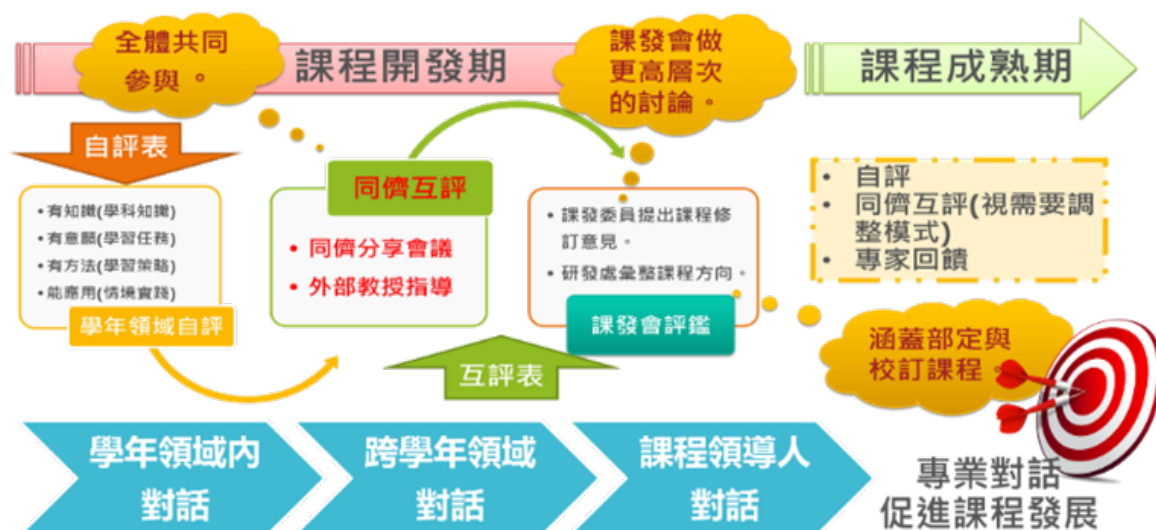 全體共同
參與。
課程開發期
課發會做
更高層次
的討論。
課程成熟期
自評表
•有知識(學科知識)
•有意願(學習任務)
•有方法(學習策略)
•能應用(情境實踐)
學年領域自評
同儕互評
• 同儕分享會議
• 外部教授指導
互評表
• 課發委員提出課程修
訂意見。
• 研發處彙整課程方向。
課發會評鑑
• 自評
• 同儕互評(視需要調
整模式)
• 專家回饋
涵蓋部定與
校訂課程。
學年領域內
對話
跨學年領域
對話
課程領導人
對話
專業對話
促進課程發展